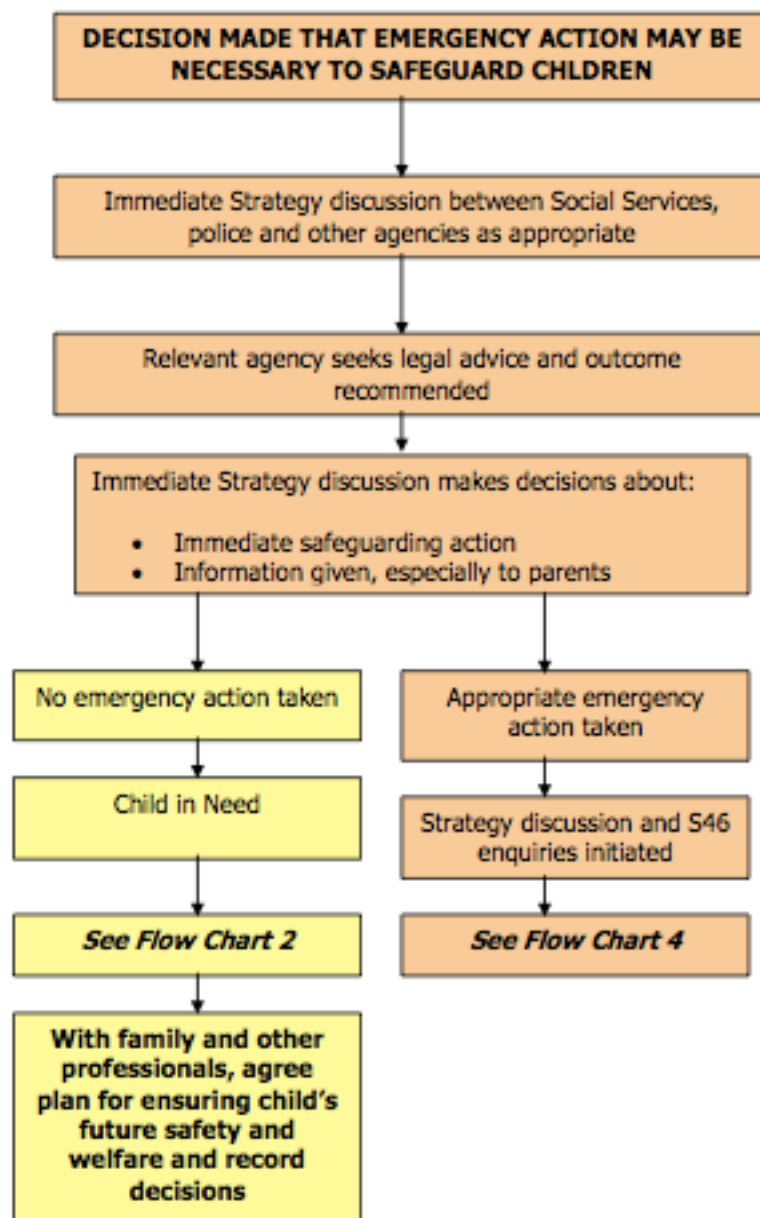 DECISION MADE THAT EMERGENCY ACTION MAY BE
NECESSARY TO SAFEGUARD CHLDREN
Immediate Strategy discussion between Social Services,
police and other agencies as appropriate
Relevant agency seeks legal advice and outcome
recommended
Immediate Strategy discussion makes decisions about:
• Immediate safeguarding action
• Information given, especially to parents
No emergency action taken
Child in Need
See Flow Chart 2
With family and other
professionals, agree
plan for ensuring child's
future safety and
welfare and record
decisions
Appropriate emergency
action taken
Strategy discussion and S46
enquiries initiated
See Flow Chart 4